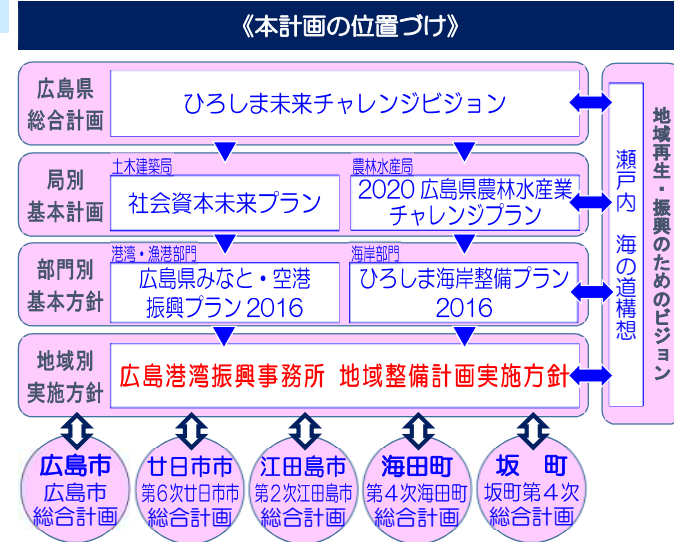 《本計画の位置づけ》
広島県
総合計画
ひろしま未来チャレンジビジョン
局別
基本計画
土木建築局
社会資本未来プラン
農林水産局
2020広島県農林水産業
チャレンジプラン
部門別
基本方針
港湾・漁港部門
広島県みなと・空港
振興プラン2016
海岸部門
ひろしま海岸整備プラン
2016
地域別
実施方針
広島港湾振興事務所 地域整備計画実施方針
瀬戸内 海の道構想
地域再生・振興のためのビジョン
広島市
広島市
総合計画
廿日市市
第6次廿日市市
総合計画
江田島市
第2次江田島市
総合計画
海田町
第4次海田町
総合計画
坂 町
坂町第4次
総合計画